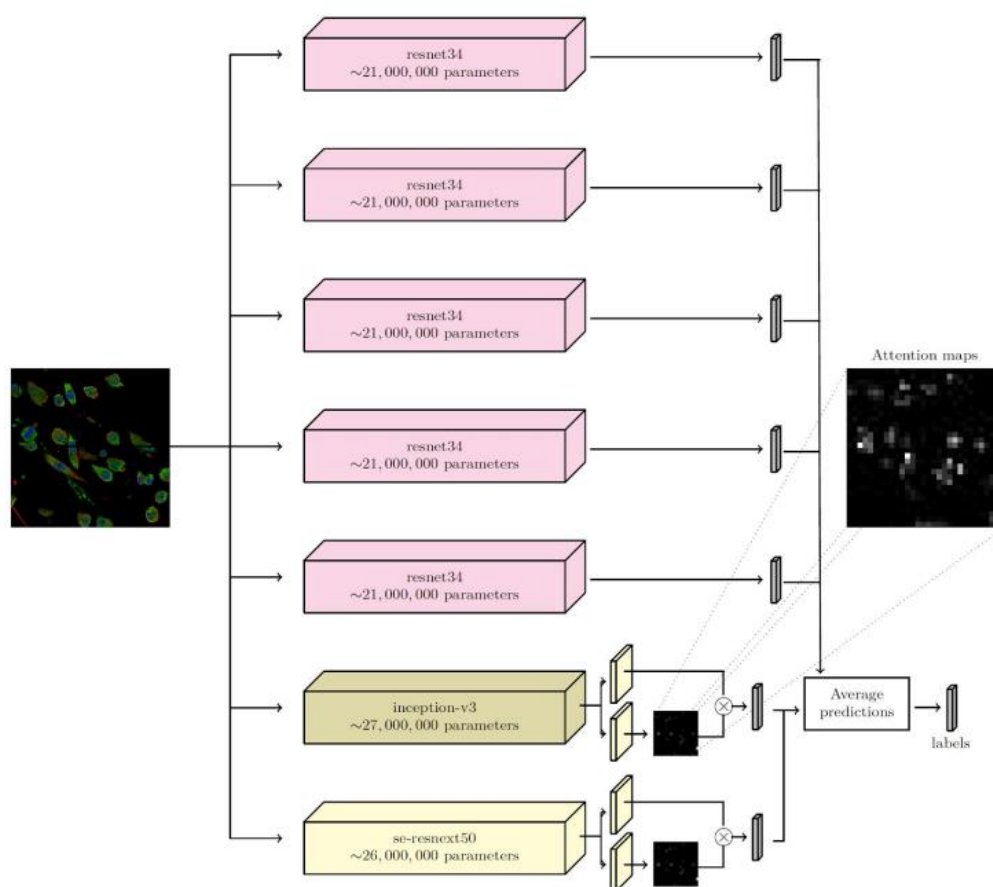 resnet34
~21,000,000 parameters
resnet34
~21,000,000 parameters
resnet34
~21,000,000 parameters
Attention maps
resnet34
~21,000,000 parameters
resnet34
~21,000,000 parameters
inception-v3
~27,000,000 parameters
Average
predictions
labels
se-resnext50
~26,000,000 parameters